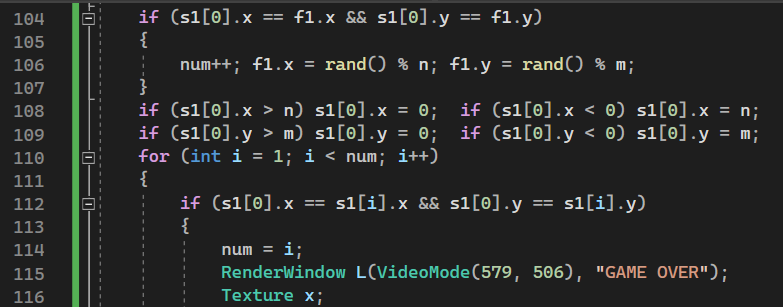 104 if (s1[0].x == f1.x && s1[0].y == f1.y)
105 {
106 num++; f1.x = rand() % n; f1.y = rand() % m;
107 }
108 if (s1[0].x > n) s1[0].x = 0; if (s1[0].x < 0) s1[0].x = n;
109 if (s1[0].y > m) s1[0].y = 0; if (s1[0].y < 0) s1[0].y = m;
110 for (int i = 1; i < num; i++)
111 {
112 if (s1[0].x == s1[i].x && s1[0].y == s1[i].y)
113 {
114 num = i;
115 RenderWindow L(VideoMode(579, 506), "GAME OVER");
116 Texture x;